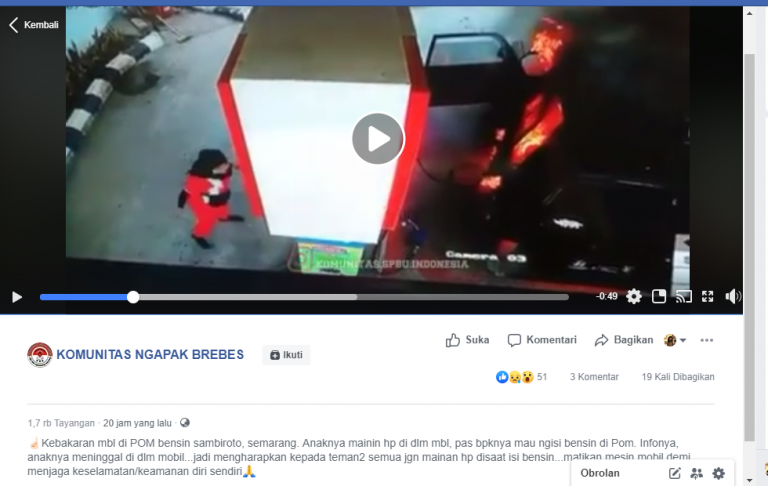 Kembali
Camera 03
KOMUNITAS.SPBU.INDONESIA
-0:49
KOMUNITAS NGAPAK BREBES
Ikuti
Suka
Komentari
Bagikan
51
3 Komentar
19 Kali Dibagikan
1,7 rb Tayangan · 20 jam yang lalu ·
Kebakaran mbl di POM bensin sambiroto, semarang. Anaknya mainin hp di dlm mbl, pas bpknya mau ngisi bensin di Pom. Infonya,
anaknya meninggal di dlm mobil...jadi mengharapkan kepada teman2 semua jgn mainan hp disaat isi bensin...matikan mesin mobil demi
menjaga keselamatan/keamanan diri sendiri
Obrolan